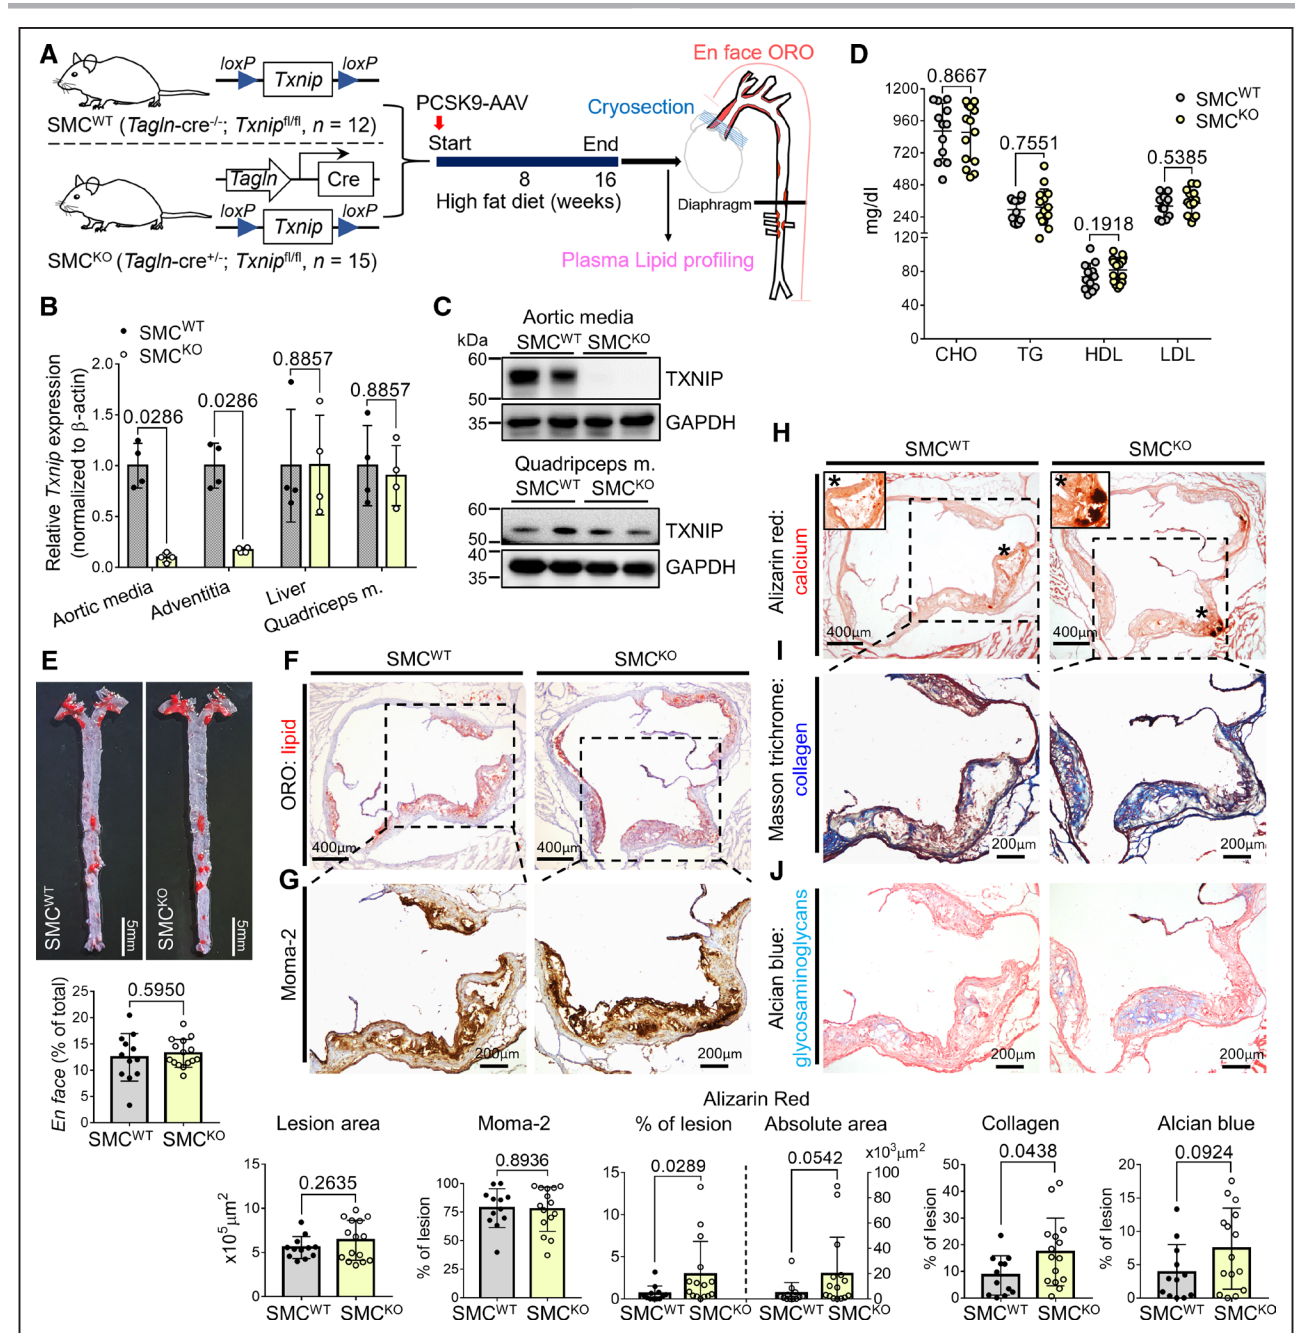 A
loxP
loxP
Txnip
SMCWT (Tagln-cre-/-; Txnipfl/fl, n = 12)
Tagln
Cre
loxP
loxP
Txnip
SMCKO (Tagln-cre+/-; Txnipfl/fl, n = 15)
PCSK9-AAV
Start
End
8
16
High fat diet (weeks)
Plasma Lipid profiling
En face ORO
Cryosection
Diaphragm
D
SMCWT
SMCKO
0.8667
0.7551
0.1918
0.5385
mg/dl
1200
960
720
480
240
120
80
40
0
CHO
TG
HDL
LDL
B
SMCWT
SMCKO
Relative Txnip expression
(normalized to β-actin)
2.0
1.5
1.0
0.5
0.0
0.0286
0.0286
0.8857
0.8857
Aortic media
Adventitia
Liver
Quadriceps m.
C
Aortic media
kDa
SMCWT
SMCKO
60
50
35
TXNIP
GAPDH
Quadripceps m.
SMCWT
SMCKO
60
50
40
35
TXNIP
GAPDH
H
SMCWT
SMCKO
Alizarin red:
calcium
*
*
*
*
400µm
400µm
E
SMCWT
5mm
SMCKO
5mm
En face (% of total)
25
20
15
10
5
0
0.5950
SMCWT
SMCKO
F
SMCWT
SMCKO
ORO: lipid
400µm
400µm
G
Moma-2
200µm
200µm
I
Masson trichrome:
collagen
200µm
200µm
J
Alcian blue:
glycosaminoglycans
200µm
200µm
Lesion area
x10⁵µm²
15
10
5
0
0.2635
SMCWT
SMCKO
Moma-2
% of lesion
100
75
50
25
0
0.8936
SMCWT
SMCKO
Alizarin Red
% of lesion
15
10
5
0
0.0289
SMCWT
SMCKO
Absolute area
x10³µm²
100
80
60
40
20
0
0.0542
SMCWT
SMCKO
Collagen
% of lesion
50
40
30
20
10
0
0.0438
SMCWT
SMCKO
Alcian blue
% of lesion
20
15
10
5
0
0.0924
SMCWT
SMCKO